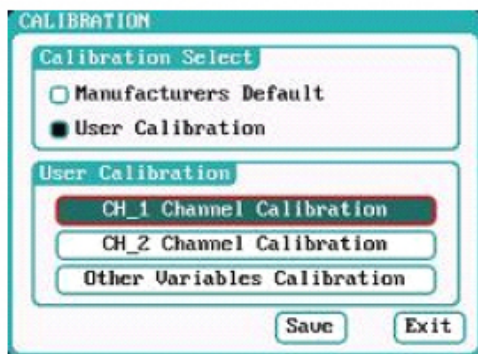 CALIBRATION
Calibration Select
Manufacturers Default
User Calibration
User Calibration
CH_1 Channel Calibration
CH_2 Channel Calibration
Other Variables Calibration
Save Exit